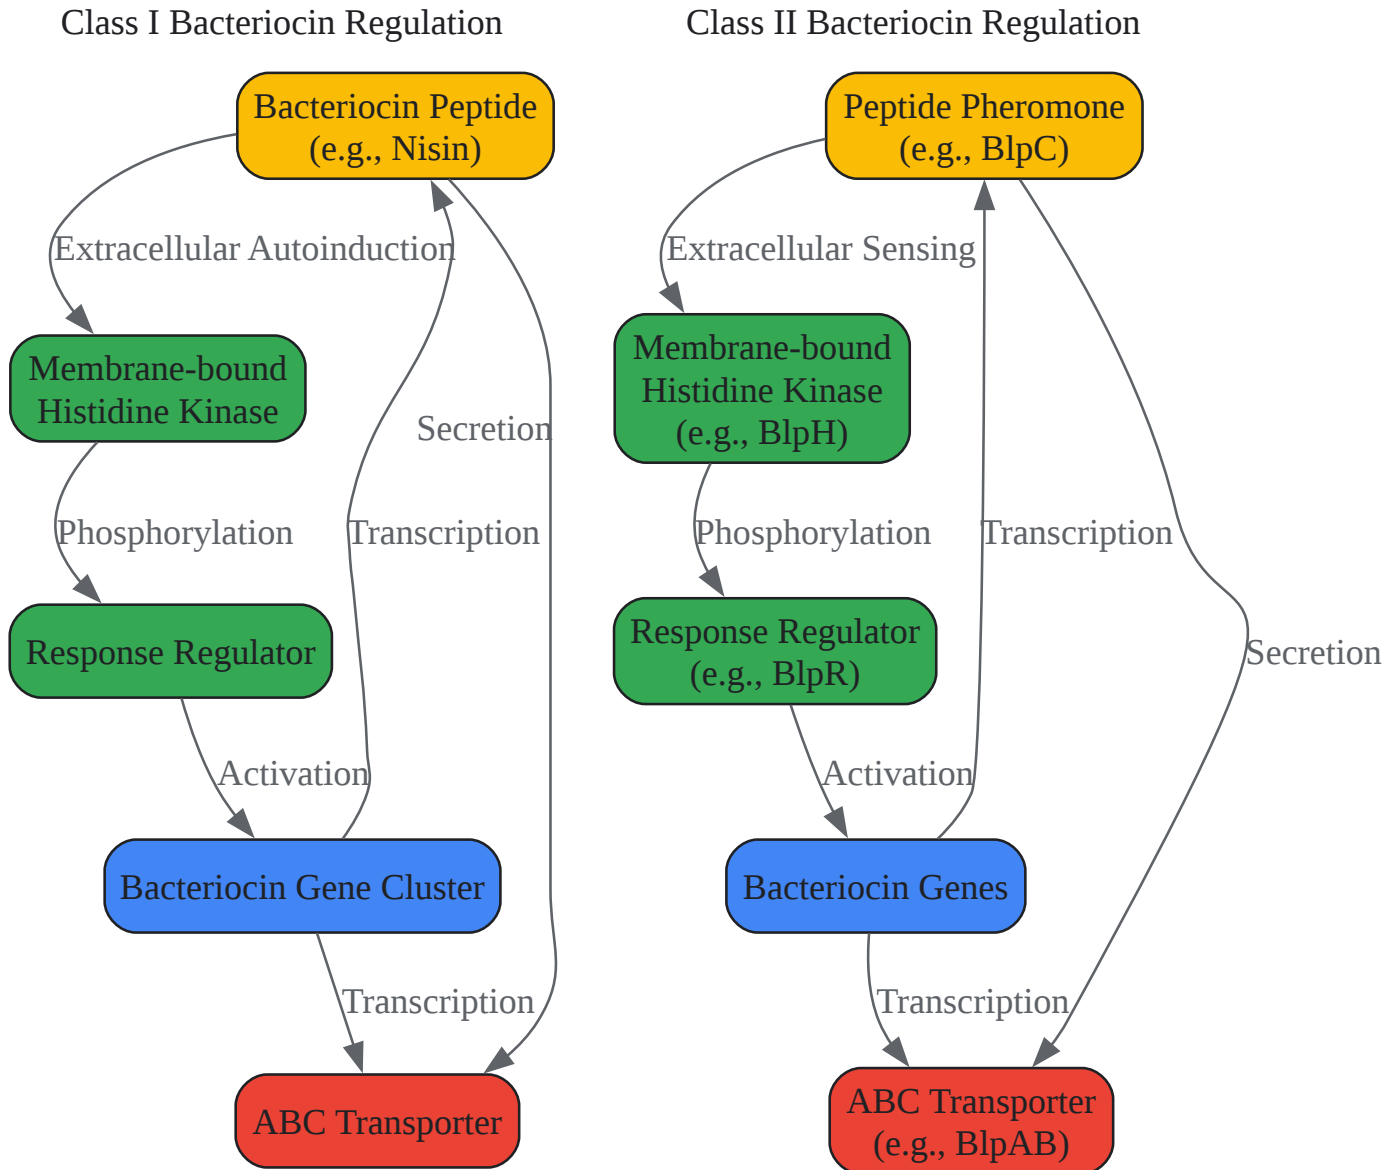 Class I Bacteriocin Regulation
Bacteriocin Peptide
(e.g., Nisin)
Extracellular Autoinduction
Membrane-bound
Histidine Kinase
Secretion
Phosphorylation
Transcription
Response Regulator
Activation
Bacteriocin Gene Cluster
Transcription
ABC Transporter
Class II Bacteriocin Regulation
Peptide Pheromone
(e.g., BlpC)
Extracellular Sensing
Membrane-bound
Histidine Kinase
(e.g., BlpH)
Phosphorylation
Transcription
Response Regulator
(e.g., BlpR)
Secretion
Activation
Bacteriocin Genes
Transcription
ABC Transporter
(e.g., BlpAB)